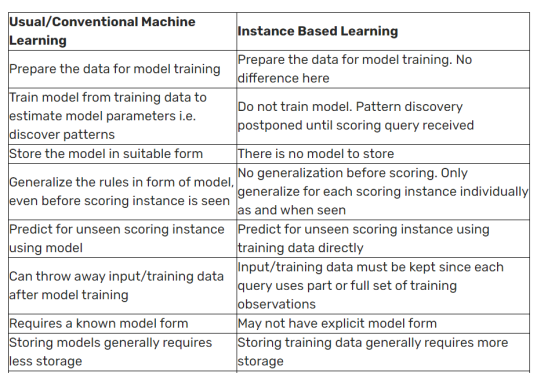 Usual/Conventional Machine
Learning
Instance Based Learning
Prepare the data for model training
Prepare the data for model training. No
difference here
Train model from training data to
estimate model parameters i.e.
discover patterns
Do not train model. Pattern discovery
postponed until scoring query received
Store the model in suitable form
There is no model to store
Generalize the rules in form of model,
even before scoring instance is seen
No generalization before scoring. Only
generalize for each scoring instance individually
as and when seen
Predict for unseen scoring instance
using model
Predict for unseen scoring instance using
training data directly
Can throw away input/training data
after model training
Input/training data must be kept since each
query uses part or full set of training
observations
Requires a known model form
May not have explicit model form
Storing models generally requires
less storage
Storing training data generally requires more
storage